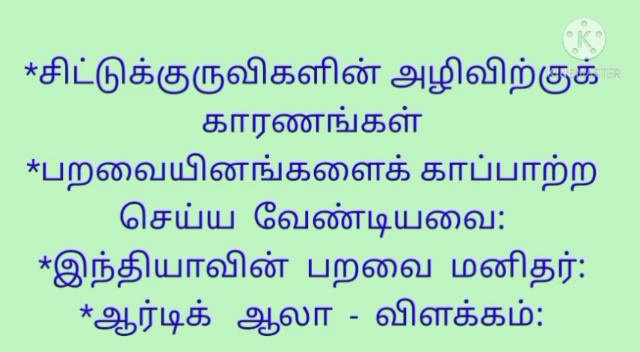 *சிட்டுக்குருவிகளின் அழிவிற்குக்
காரணங்கள்
*பறவையினங்களைக் காப்பாற்ற
செய்ய வேண்டியவை:
*இந்தியாவின் பறவை மனிதர்:
*ஆர்டிக் ஆலா - விளக்கம்: